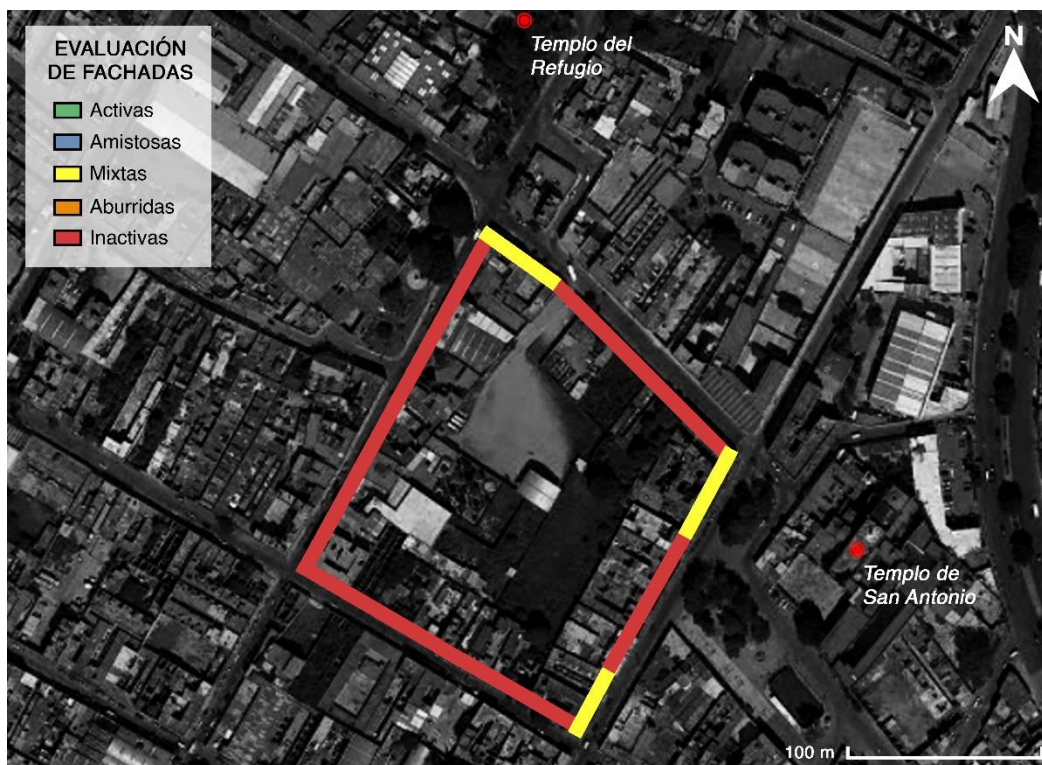 EVALUACIÓN
DE FACHADAS
Activas
Amistosas
Mixtas
Aburridas
Inactivas
Templo del
Refugio
N
Templo de
San Antonio
100 m